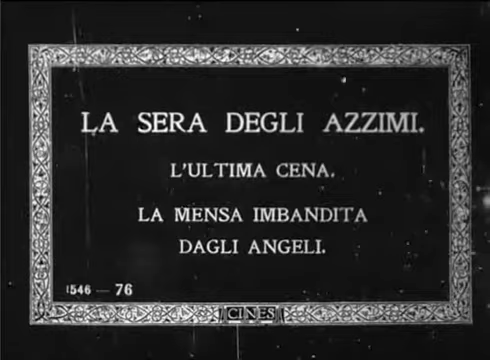 LA SERA DEGLI AZZIMI.
L'ULTIMA CENA.
LA MENSA IMBANDITA
DAGLI ANGELI.
1546 — 76
CINES